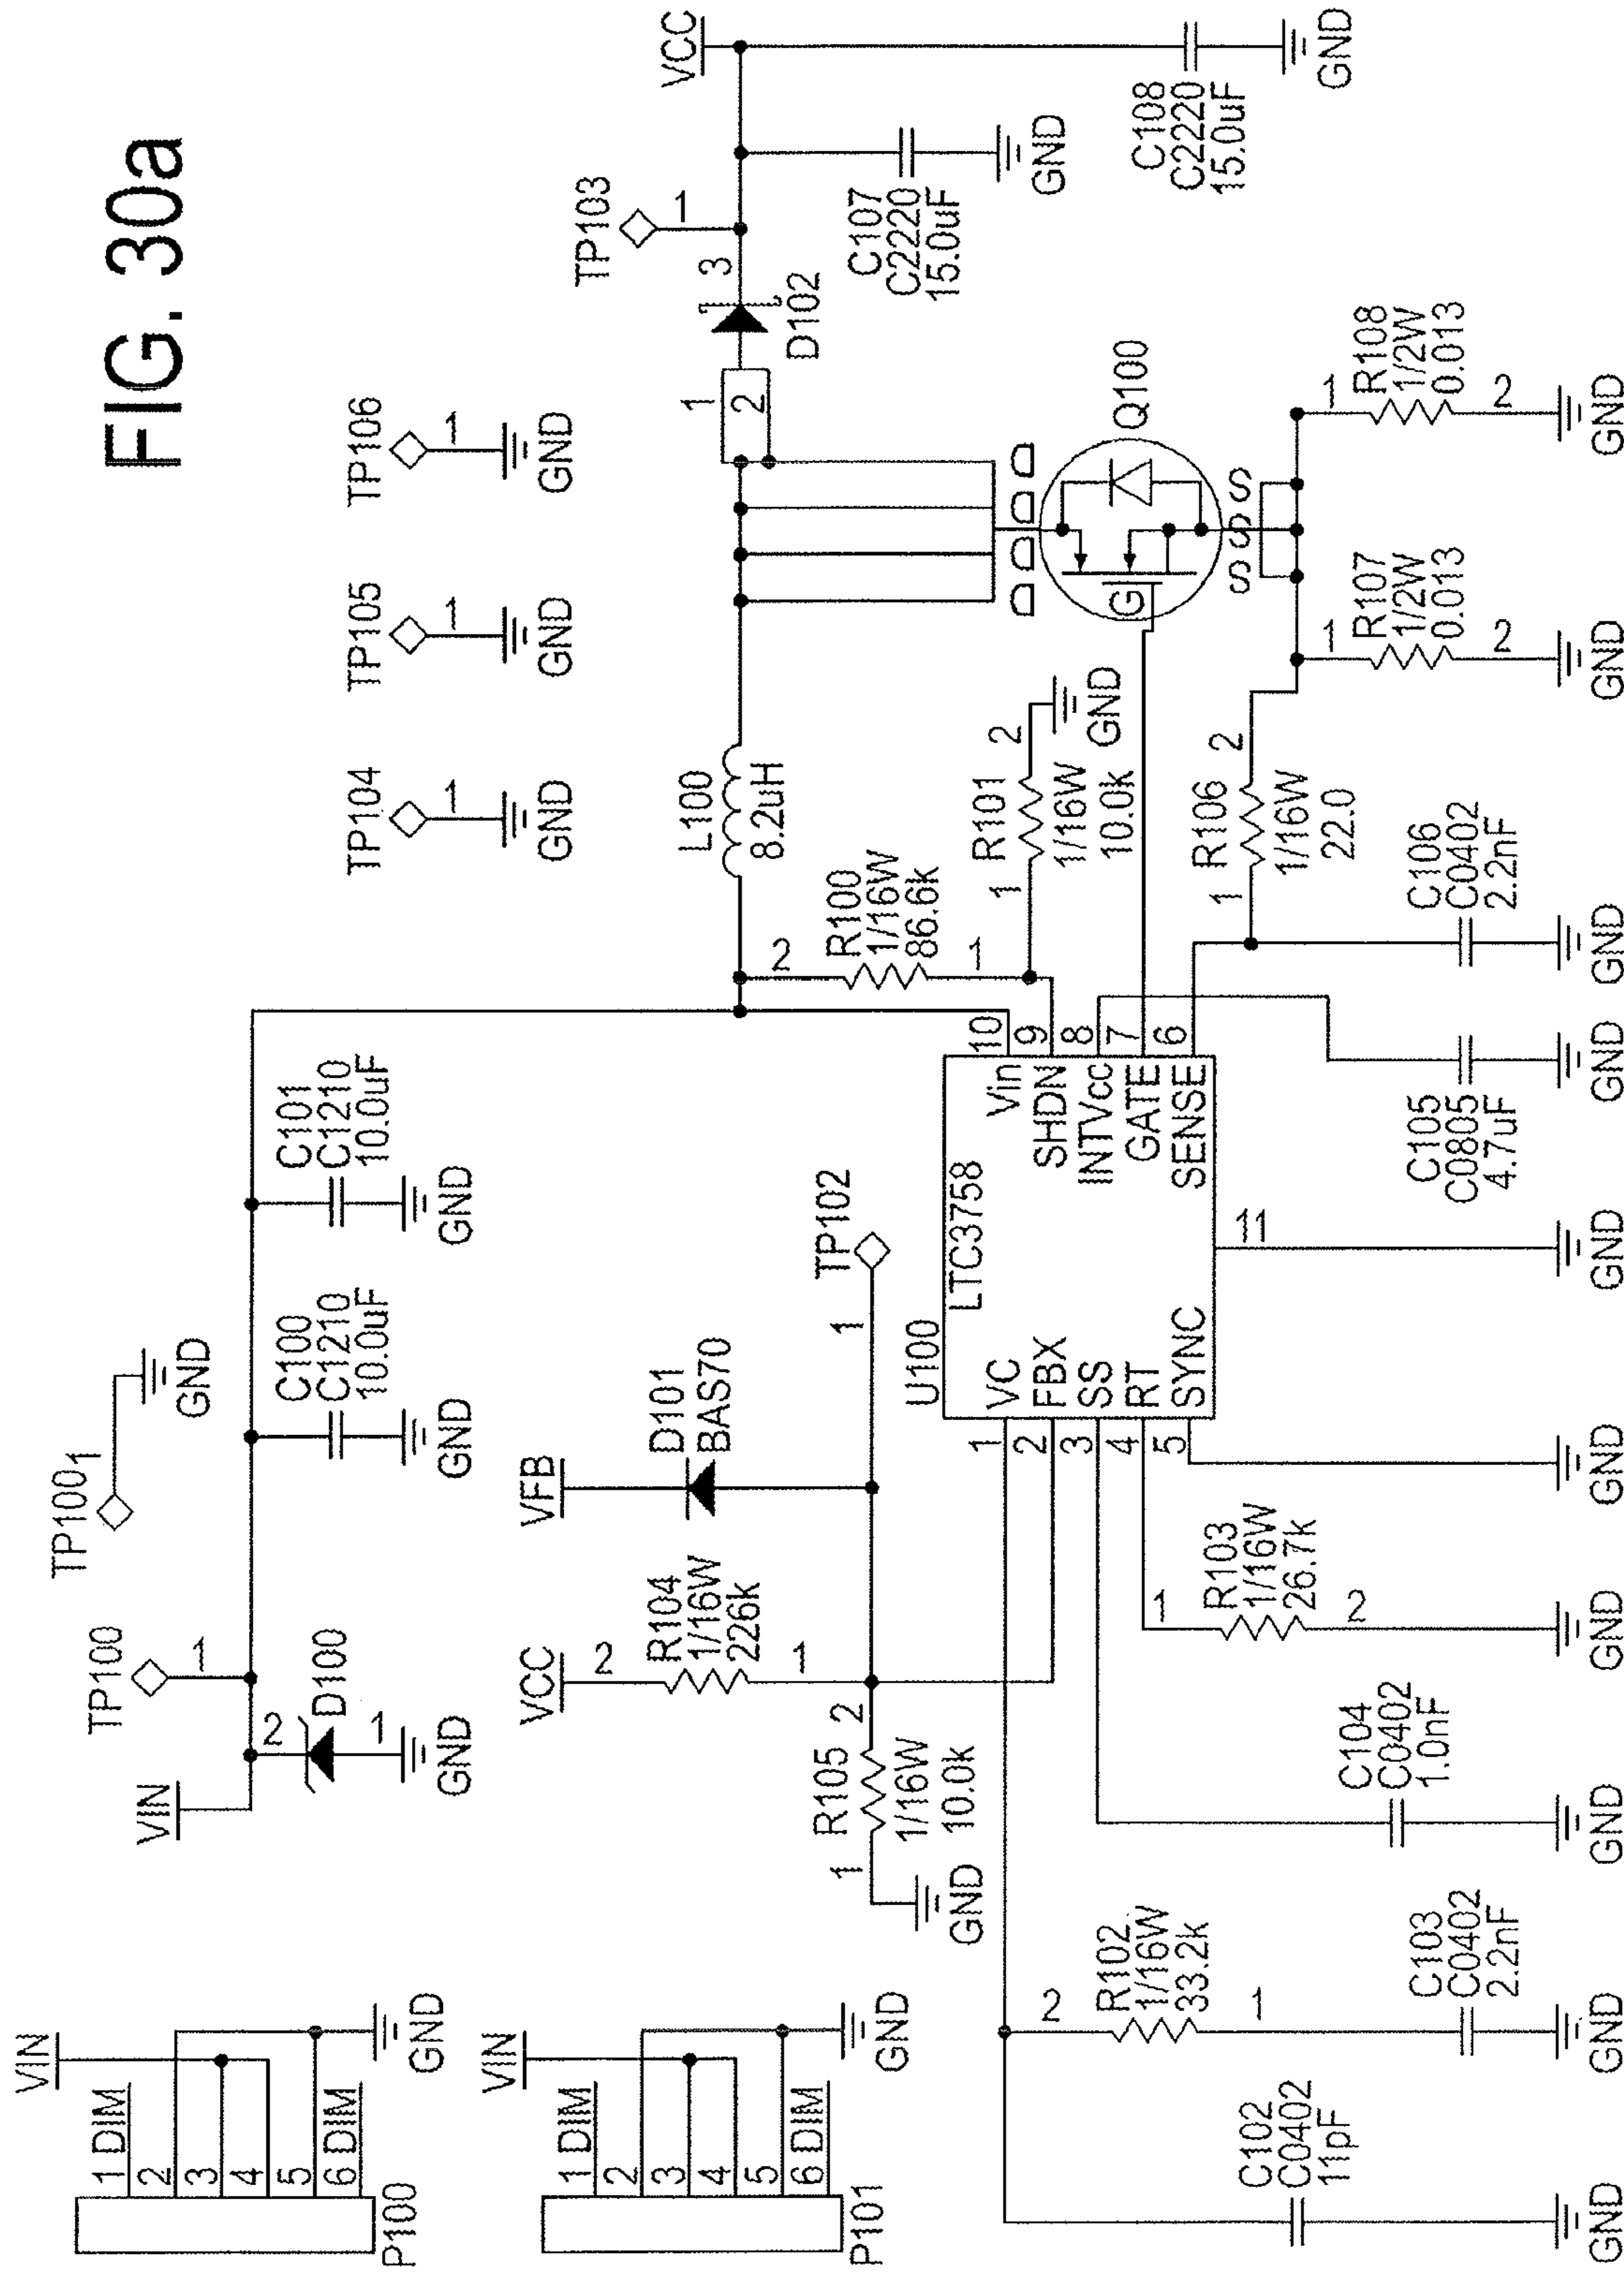 FIG. 30a
VIN
1 DIM
2
3
4
5
6 DIM
P100
GND
VIN
1 DIM
2
3
4
5
6 DIM
P101
GND
VIN
TP100
1
2
D100
1
GND
TP100
1
GND
C100
C1210
10.0uF
GND
C101
C1210
10.0uF
GND
TP104
1
GND
TP105
1
GND
TP106
1
GND
VCC
2
R104
1/16W
226k
1
VFB
D101
BAS70
R105
1/16W
10.0k
1
2
GND
TP102
1
L100
8.2uH
1
2
D102
3
TP103
1
VCC
C107
C2220
15.0uF
GND
C108
C2220
15.0uF
GND
2
R100
1/16W
86.6k
1
R101
1/16W
10.0k
1
2
GND
D D D D
G
Q100
S S S
U100
LTC3758
VC
FBX
SS
RT
SYNC
1
2
3
4
5
Vin
SHDN
INTVcc
GATE
SENSE
10
9
8
7
6
11
GND
C102
C0402
11pF
GND
2
R102
1/16W
33.2k
1
C103
C0402
2.2nF
GND
C104
C0402
1.0nF
GND
1
R103
1/16W
26.7k
2
GND
GND
C105
C0805
4.7uF
GND
R106
1/16W
22.0
1
2
C106
C0402
2.2nF
GND
1
R107
1/2W
0.013
2
GND
1
R108
1/2W
0.013
2
GND